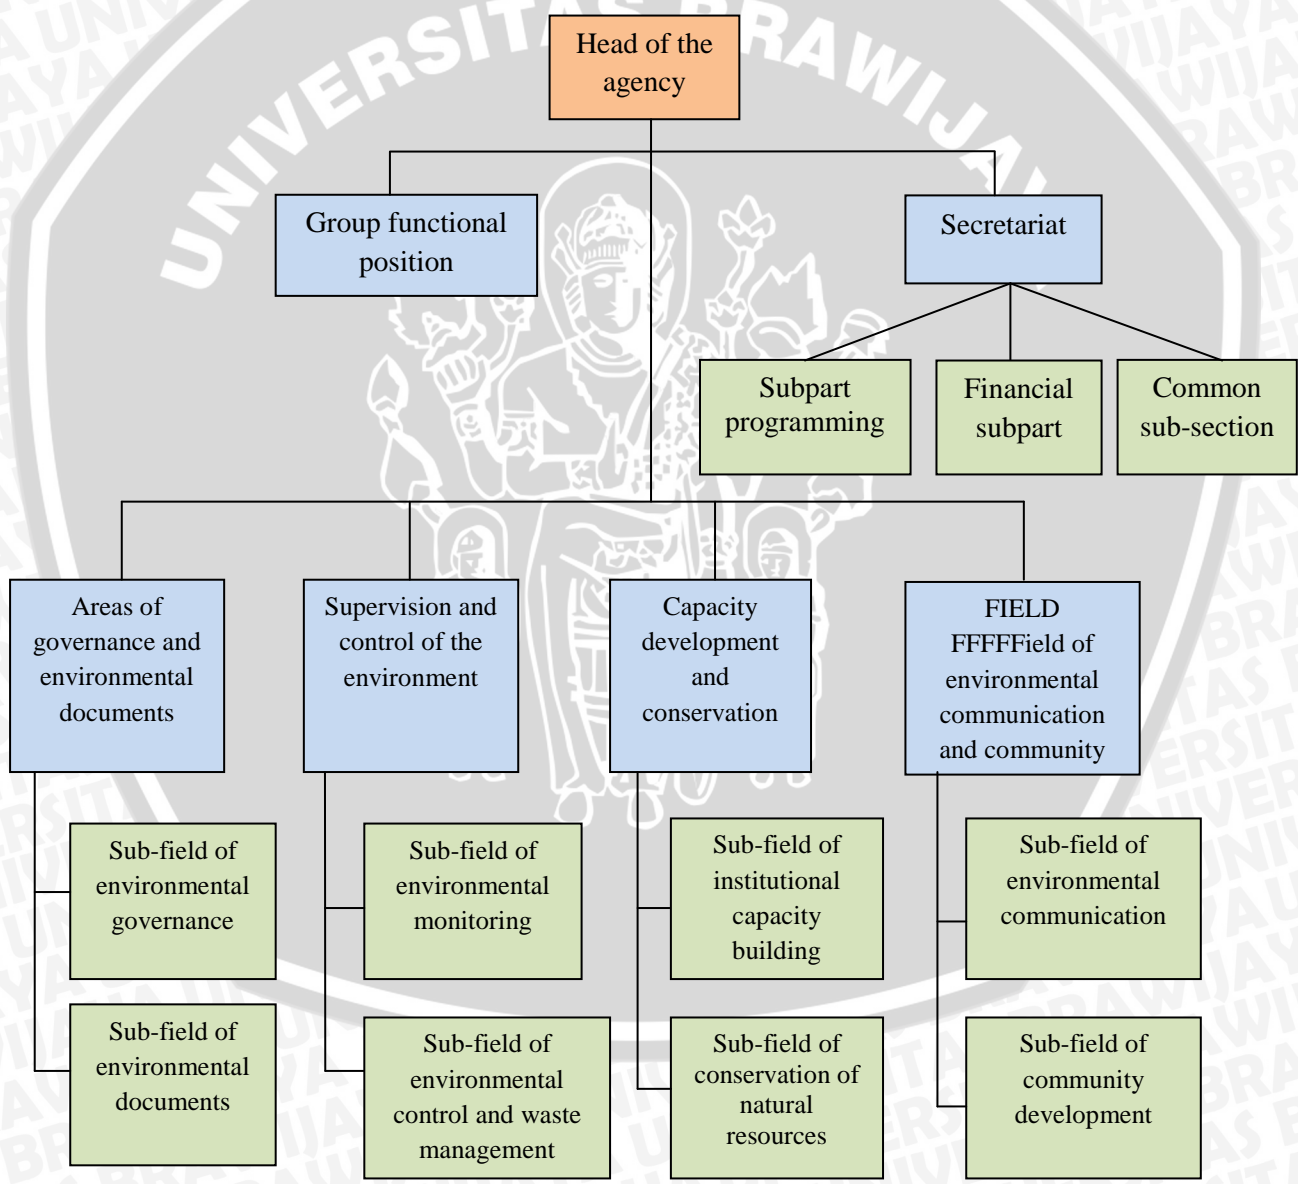 UNIVERSITAS BRAWIJAYA
Head of the
agency
Group functional
position
Secretariat
Subpart
programming
Financial
subpart
Common
sub-section
Areas of
governance and
environmental
documents
Supervision and
control of the
environment
Capacity
development
and
conservation
FIELD
FFFFField of
environmental
communication
and community
Sub-field of
environmental
governance
Sub-field of
environmental
monitoring
Sub-field of
institutional
capacity
building
Sub-field of
environmental
communication
Sub-field of
environmental
documents
Sub-field of
environmental
control and waste
management
Sub-field of
conservation of
natural
resources
Sub-field of
community
development